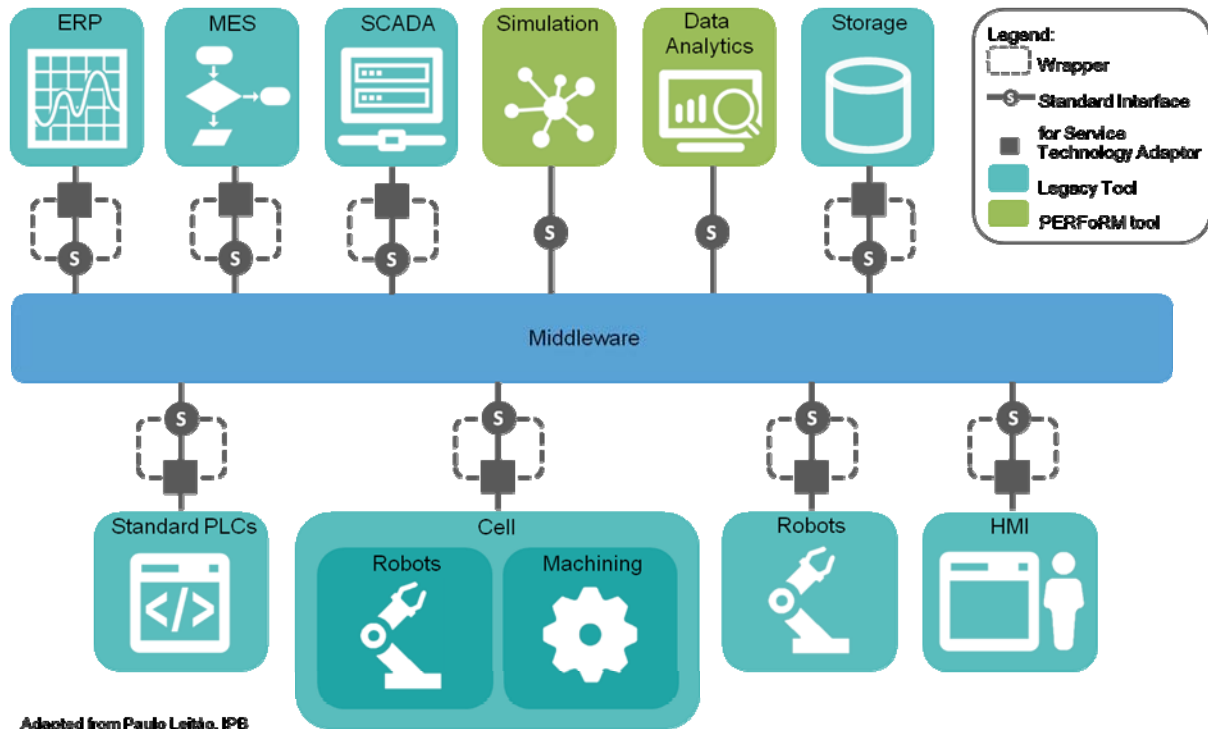 ERP
MES
SCADA
Simulation
Data
Analytics
Storage
Legend:
Wrapper
S
Standard Interface
for Service
Technology Adaptor
Legacy Tool
PERFoRM tool
S
S
S
S
S
S
Middleware
S
S
S
S
Standard PLCs
</>
Cell
Robots
Machining
Robots
HMI
Adapted from Paulo Leitão, IPB